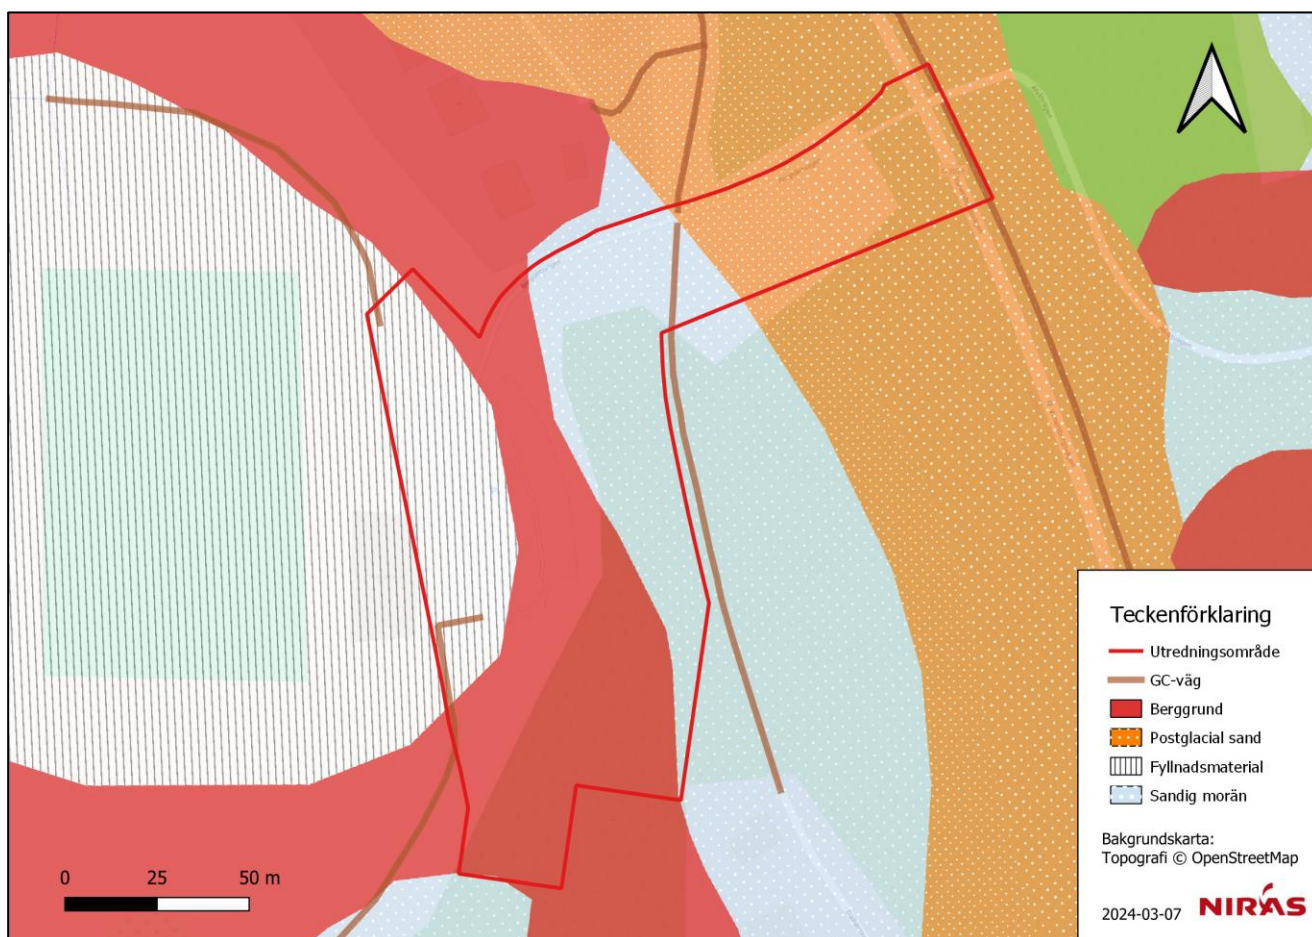 0 25 50 m
Teckenförklaring
Utredningsområde
GC-väg
Berggrund
Postglacial sand
Fyllnadsmaterial
Sandig morän
Bakgrundskarta:
Topografi © OpenStreetMap
2024-03-07 NIRAS